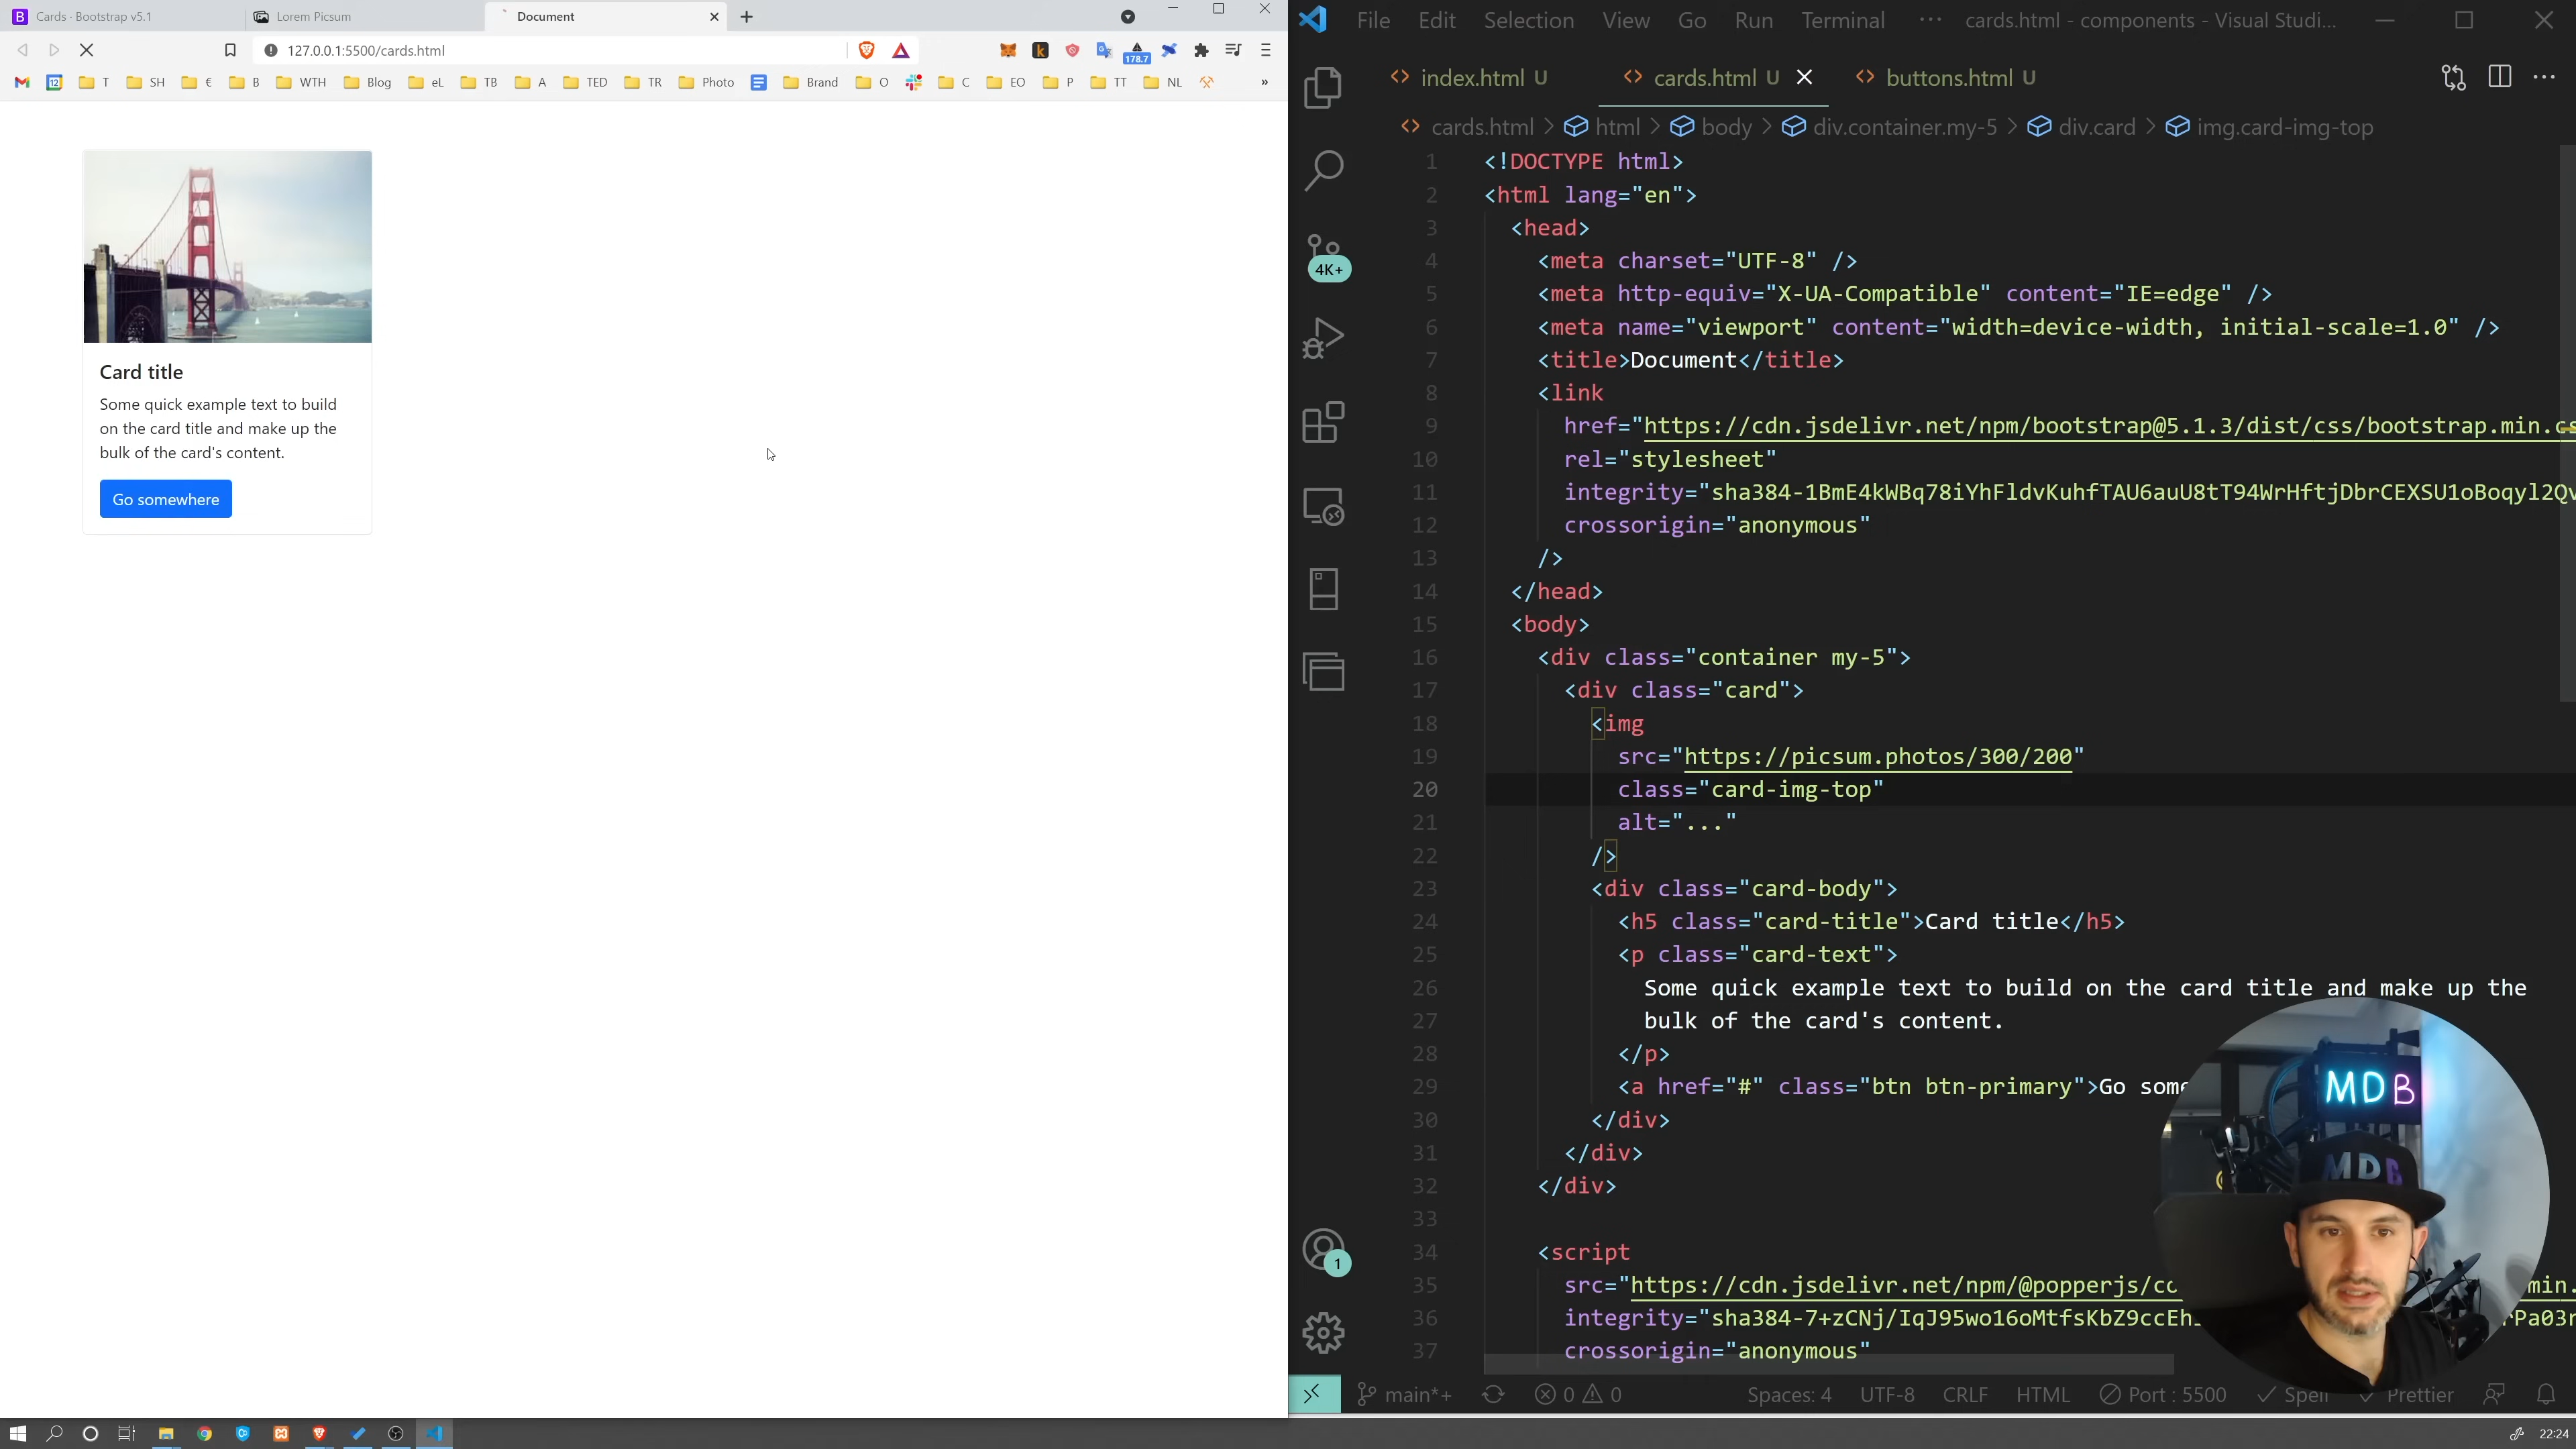 Cards · Bootstrap v5.1
Lorem Picsum
Document
127.0.0.1:5500/cards.html
178.7
12
T
SH
€
B
WTH
Blog
eL
TB
A
TED
TR
Photo
Brand
O
C
EO
P
TT
NL
»
Card title
Some quick example text to build
on the card title and make up the
bulk of the card's content.
Go somewhere
File Edit Selection View Go Run Terminal ··· cards.html - components - Visual Studi...
index.html U
cards.html U
buttons.html U
cards.html > html > body > div.container.my-5 > div.card > img.card-img-top
4K+
1 <!DOCTYPE html>
2 <html lang="en">
3 <head>
4 <meta charset="UTF-8" />
5 <meta http-equiv="X-UA-Compatible" content="IE=edge" />
6 <meta name="viewport" content="width=device-width, initial-scale=1.0" />
7 <title>Document</title>
8 <link
9 href="https://cdn.jsdelivr.net/npm/bootstrap@5.1.3/dist/css/bootstrap.min.cs
10 rel="stylesheet"
11 integrity="sha384-1BmE4kWBq78iYhFldvKuhfTAU6auU8tT94WrHftjDbrCEXSU1oBoqyl2Qv
12 crossorigin="anonymous"
13 />
14 </head>
15 <body>
16 <div class="container my-5">
17 <div class="card">
18 <img
19 src="https://picsum.photos/300/200"
20 class="card-img-top"
21 alt="..."
22 />
23 <div class="card-body">
24 <h5 class="card-title">Card title</h5>
25 <p class="card-text">
26 Some quick example text to build on the card title and make up the
27 bulk of the card's content.
28 </p>
29 <a href="#" class="btn btn-primary">Go some
30 </div>
31 </div>
32 </div>
33
34 <script
35 src="https://cdn.jsdelivr.net/npm/@popperjs/co min.
36 integrity="sha384-7+zCNj/IqJ95wo16oMtfsKbZ9ccEh rPa03r
37 crossorigin="anonymous"
MDB
MDB
1
main*+ 0 0 Spaces: 4 UTF-8 CRLF HTML Port : 5500 Spell Prettier
22:24